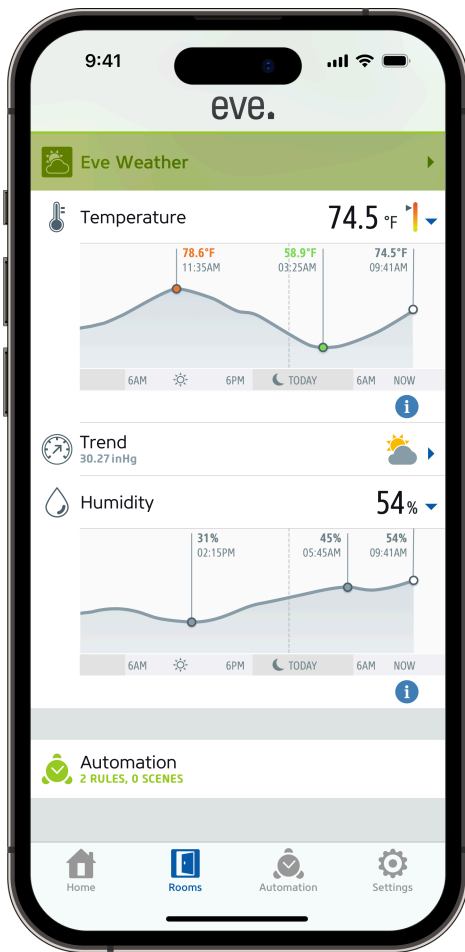 9:41
eve.
Eve Weather
Temperature
74.5 °F
78.6°F 58.9°F 74.5°F
11:35AM 03:25AM 09:41AM
6AM 6PM TODAY 6AM NOW
i
Trend
30.27 inHg
Humidity
54%
31% 45% 54%
02:15PM 05:45AM 09:41AM
6AM 6PM TODAY 6AM NOW
i
Automation
2 RULES, 0 SCENES
Home Rooms Automation Settings